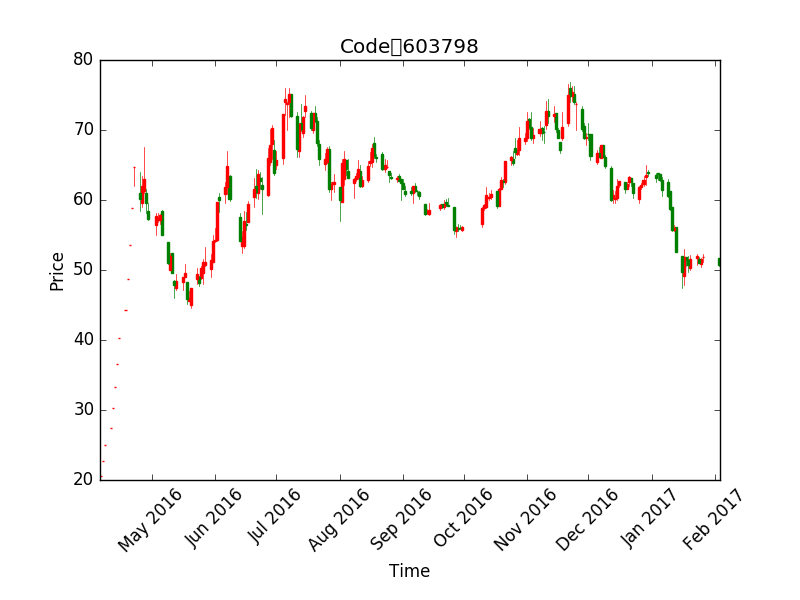 Code▯603798
80
70
60
50
40
30
20
Price
May 2016
Jun 2016
Jul 2016
Aug 2016
Sep 2016
Oct 2016
Nov 2016
Dec 2016
Jan 2017
Feb 2017
Time